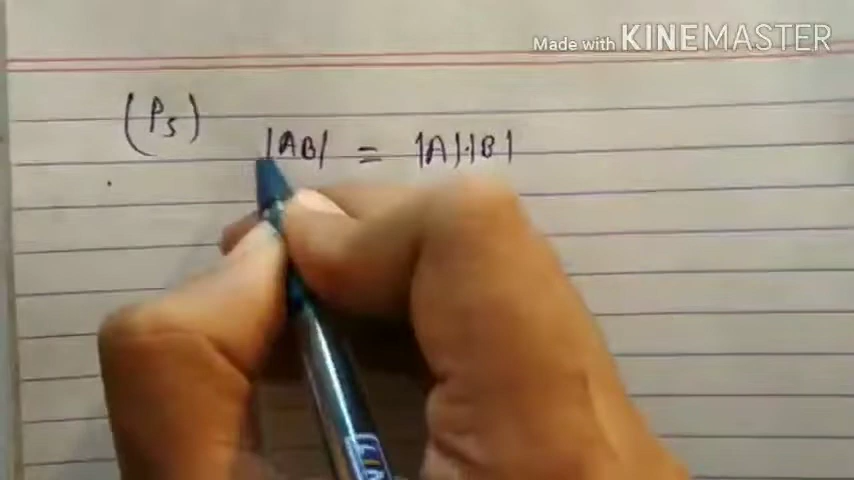 Made with KINEMASTER
(P5)
|AB| = |A|.|B|